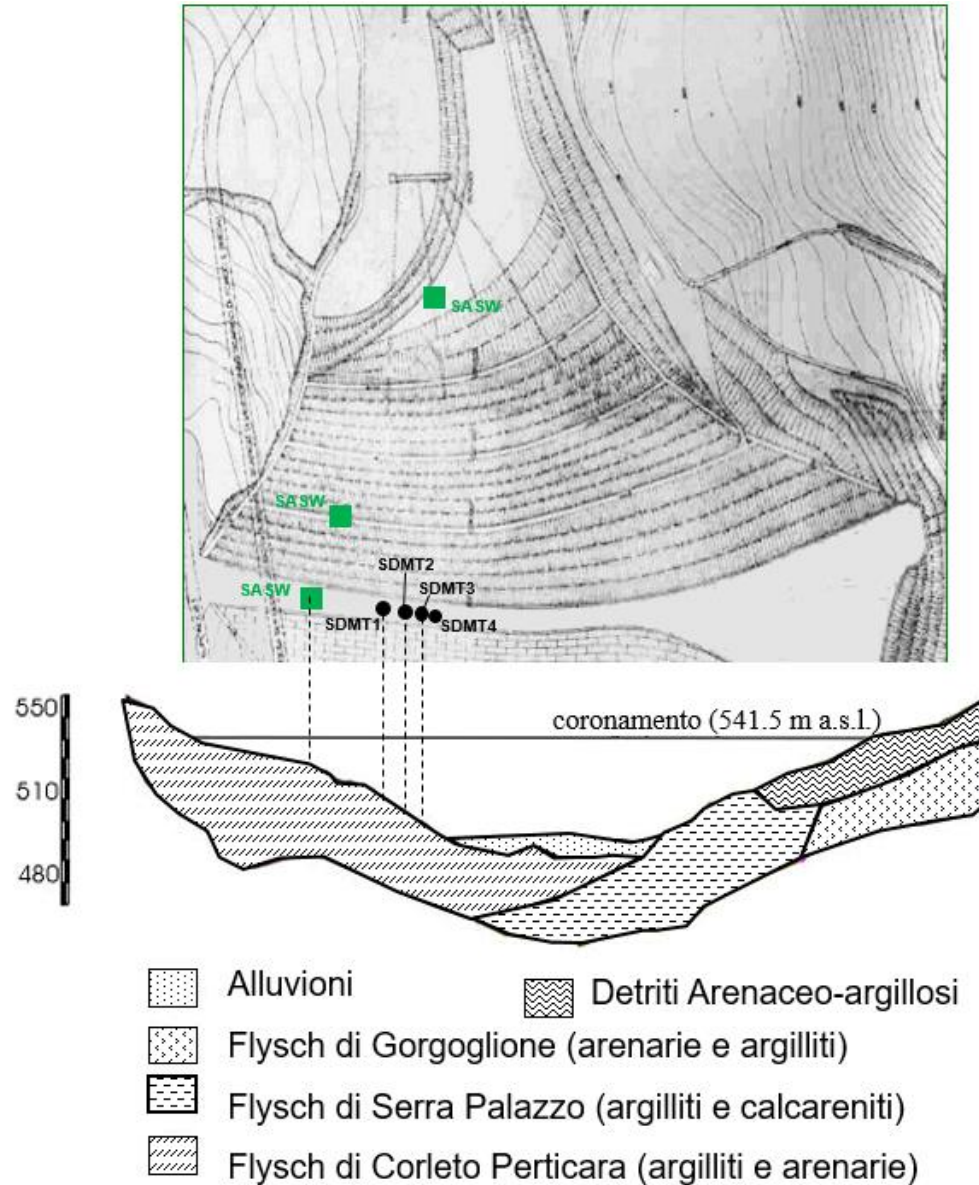 SASW
SASW
SDMT2
SASW
SDMT3
SDMT1
SDMT4
550
coronamento (541.5 m a.s.l.)
510
480
Alluvioni
Detriti Arenaceo-argillosi
Flysch di Gorgoglione (arenarie e argilliti)
Flysch di Serra Palazzo (argilliti e calcareniti)
Flysch di Corleto Perticara (argilliti e arenarie)